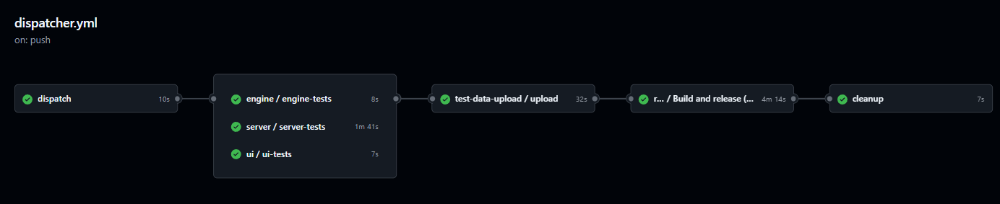 dispatcher.yml
on: push
dispatch 10s
engine / engine-tests 8s
server / server-tests 1m 41s
ui / ui-tests 7s
test-data-upload / upload 32s
r... / Build and release (... 4m 14s
cleanup 7s